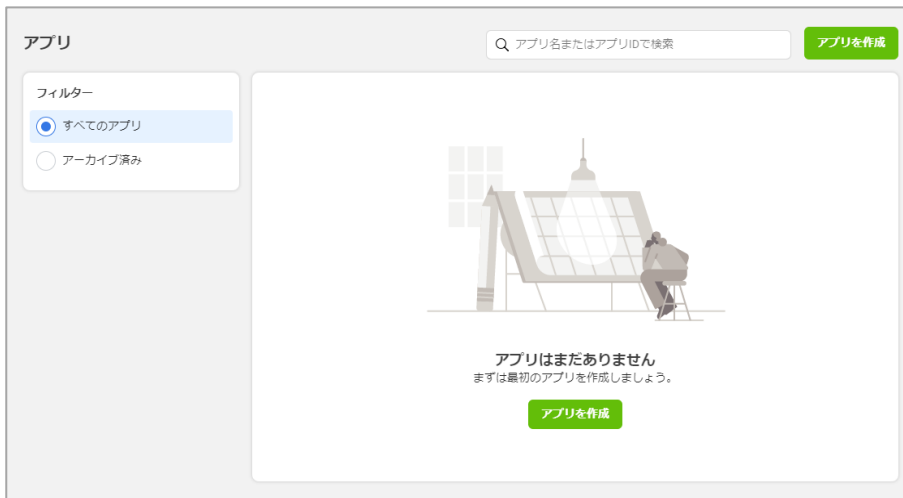 アプリ
アプリ名またはアプリIDで検索
アプリを作成
フィルター
すべてのアプリ
アーカイブ済み
アプリはまだありません
まずは最初のアプリを作成しましょう。
アプリを作成